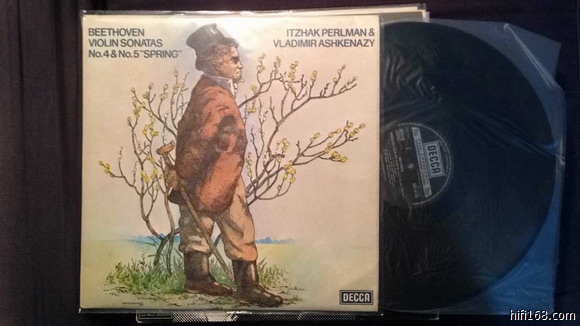 BEETHOVEN
VIOLIN SONATAS
No.4 & No.5 "SPRING"
ITZHAK PERLMAN &
VLADIMIR ASHKENAZY
DECCA
DECCA
hifi168.com